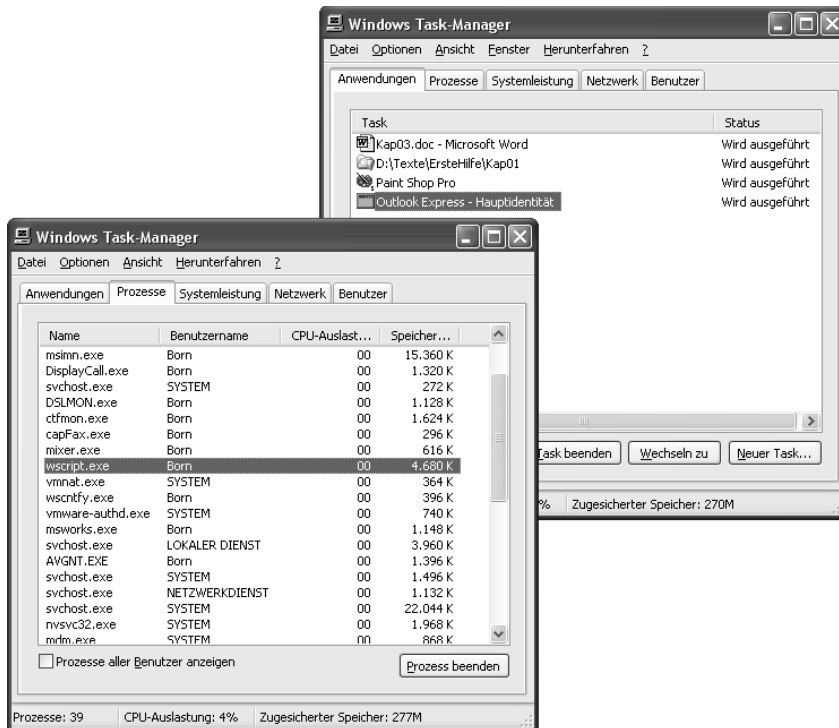 Windows Task-Manager
Datei Optionen Ansicht Fenster Herunterfahren ?
Anwendungen Prozesse Systemleistung Netzwerk Benutzer
Task Status
Kap03.doc - Microsoft Word Wird ausgeführt
D:\Texte\ErsteHilfe\Kap01 Wird ausgeführt
Paint Shop Pro Wird ausgeführt
Outlook Express - Hauptidentität Wird ausgeführt
Task beenden Wechseln zu Neuer Task...
% Zugesicherter Speicher: 270M
Windows Task-Manager
Datei Optionen Ansicht Herunterfahren ?
Anwendungen Prozesse Systemleistung Netzwerk Benutzer
Name Benutzername CPU-Auslast... Speicher...
msimn.exe Born 00 15.360 K
DisplayCall.exe Born 00 1.320 K
svchost.exe SYSTEM 00 272 K
DSLMON.exe Born 00 1.128 K
ctfmon.exe Born 00 1.624 K
capFax.exe Born 00 296 K
mixer.exe Born 00 616 K
wscript.exe Born 00 4.680 K
vmnat.exe SYSTEM 00 364 K
wscntfy.exe Born 00 396 K
vmware-authd.exe SYSTEM 00 740 K
msworks.exe Born 00 1.148 K
svchost.exe LOKALER DIENST 00 3.960 K
AVGNT.EXE Born 00 1.396 K
svchost.exe SYSTEM 00 1.496 K
svchost.exe NETZWERKDIENST 00 1.132 K
svchost.exe SYSTEM 00 22.044 K
nvsvc32.exe SYSTEM 00 1.968 K
mdm.exe SYSTEM 00 868 K
Prozesse aller Benutzer anzeigen Prozess beenden
Prozesse: 39 CPU-Auslastung: 4% Zugesicherter Speicher: 277M